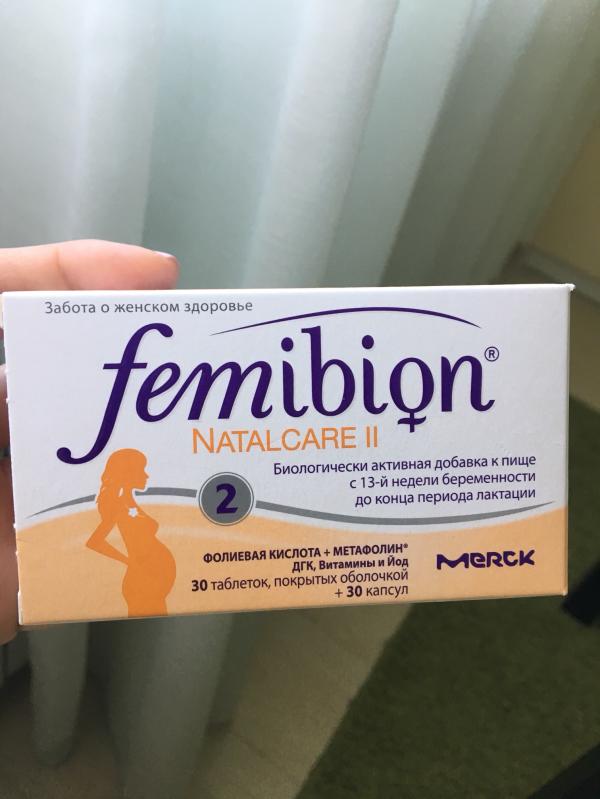 Забота о женском здоровье
femibion®
NATALCARE II
Биологически активная добавка к пище
с 13-й недели беременности
до конца периода лактации
2
ФОЛИЕВАЯ КИСЛОТА + МЕТАФОЛИН®
ДГК, Витамины и Йод
30 таблеток, покрытых оболочкой
+ 30 капсул
MERCK